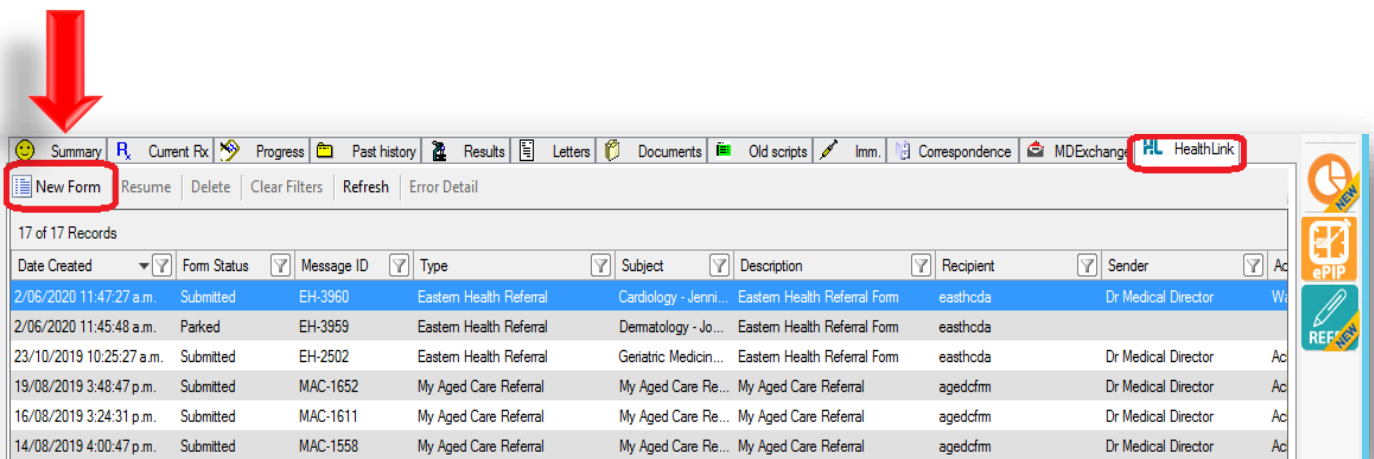 Summary Rx Current Rx Progress Past history Results Letters Documents Old scripts Imm. Correspondence MDExchange HL HealthLink
New Form Resume Delete Clear Filters Refresh Error Detail
NEW
17 of 17 Records
Date Created Form Status Message ID Type Subject Description Recipient Sender Ac
ePIP
2/06/2020 11:47:27 a.m. Submitted EH-3960 Eastern Health Referral Cardiology - Jenni... Eastern Health Referral Form easthcda Dr Medical Director Wa
2/06/2020 11:45:48 a.m. Parked EH-3959 Eastern Health Referral Dermatology - Jo... Eastern Health Referral Form easthcda
REFER NEW
23/10/2019 10:25:27 a.m. Submitted EH-2502 Eastern Health Referral Geriatric Medicin... Eastern Health Referral Form easthcda Dr Medical Director Ac
19/08/2019 3:48:47 p.m. Submitted MAC-1652 My Aged Care Referral My Aged Care Re... My Aged Care Referral agedcfrm Dr Medical Director Ac
16/08/2019 3:24:31 p.m. Submitted MAC-1611 My Aged Care Referral My Aged Care Re... My Aged Care Referral agedcfrm Dr Medical Director Ac
14/08/2019 4:00:47 p.m. Submitted MAC-1558 My Aged Care Referral My Aged Care Re... My Aged Care Referral agedcfrm Dr Medical Director Ac